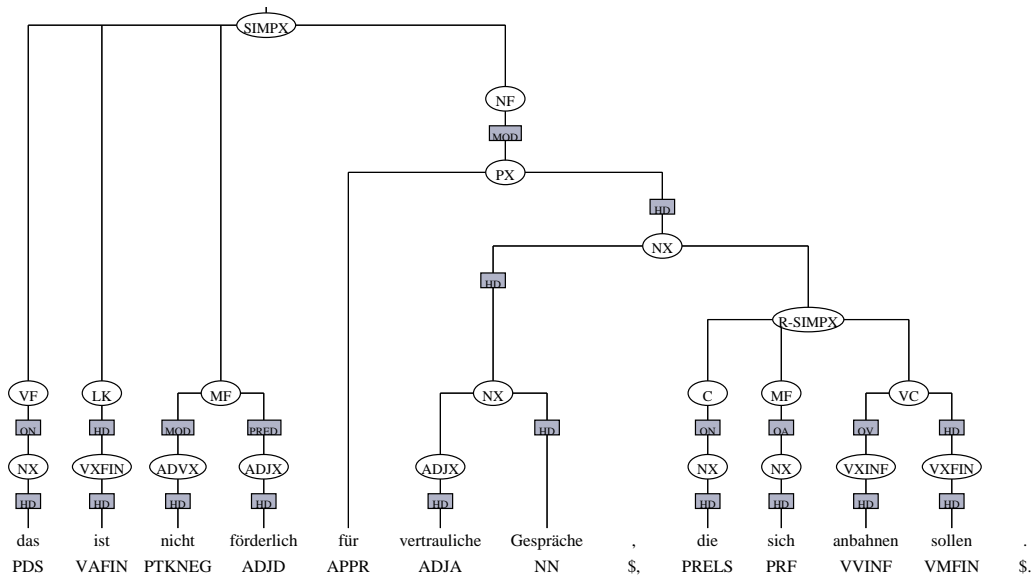 SIMPX
NF
MOD
PX
HD
NX
HD
R-SIMPX
VF LK MF NX C MF VC
ON HD MOD PRED HD ON OA OV HD
NX VXFIN ADVX ADJX ADJX NX NX VXINF VXFIN
HD HD HD HD HD HD HD HD HD
das ist nicht förderlich für vertrauliche Gespräche , die sich anbahnen sollen .
PDS VAFIN PTKNEG ADJD APPR ADJA NN $, PRELS PRF VVINF VMFIN $.